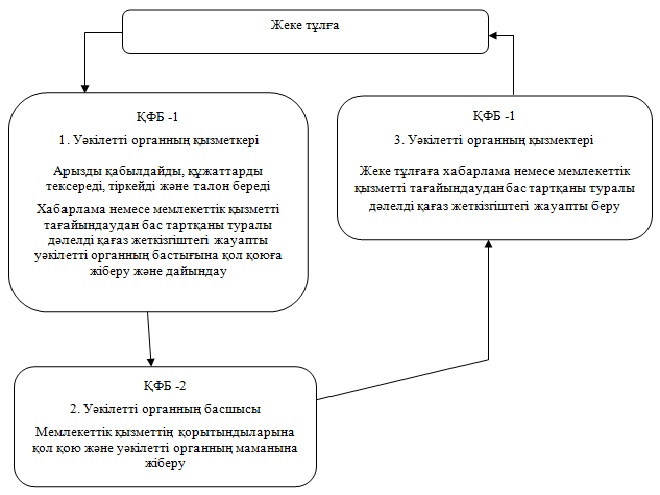 Жеке тұлға
ҚФБ -1
1. Уәкілетті органның қызметкері
Арызды қабылдайды, құжаттарды
тексереді, тіркейді және талон береді
Хабарлама немесе мемлекеттік қызметті
тағайындаудан бас тартқаны туралы
дәлелді қағаз жеткізгіштегі жауапты
уәкілетті органның бастығына қол қоюға
жіберу және дайындау
ҚФБ -2
2. Уәкілетті органның басшысы
Мемлекеттік қызметтің қорытындыларына
қол қою және уәкілетті органның маманына
жіберу
ҚФБ -1
3. Уәкілетті органның қызмектері
Жеке тұлғаға хабарлама немесе мемлекеттік
қызметті тағайындаудан бас тартқаны туралы
дәлелді қағаз жеткізгіштегі жауапты беру